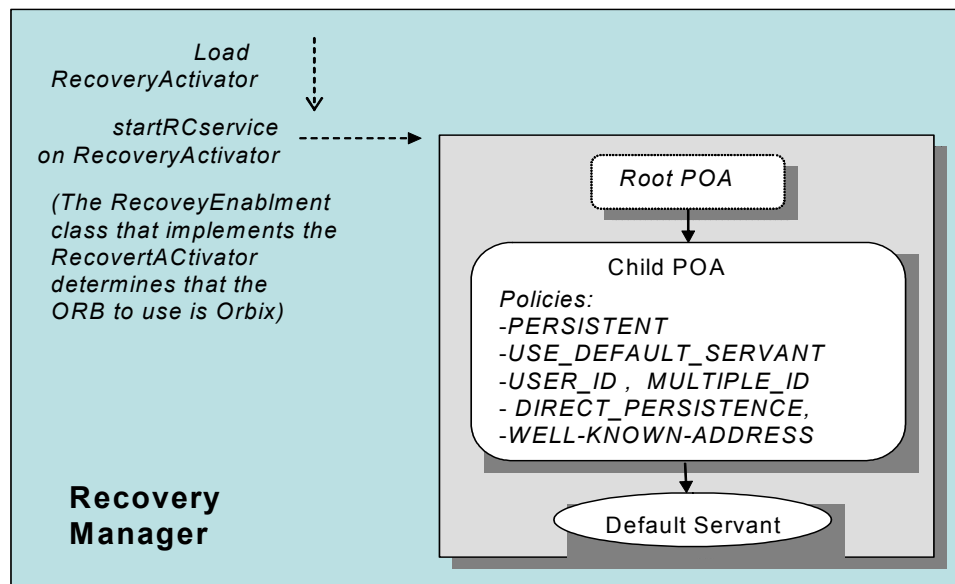 Load
RecoveryActivator
startRCservice
on RecoveryActivator
(The RecoveyEnablment
class that implements the
RecovertACtivator
determines that the
ORB to use is Orbix)
Recovery
Manager
Root POA
Child POA
Policies:
-PERSISTENT
-USE_DEFAULT_SERVANT
-USER_ID , MULTIPLE_ID
- DIRECT_PERSISTENCE,
-WELL-KNOWN-ADDRESS
Default Servant